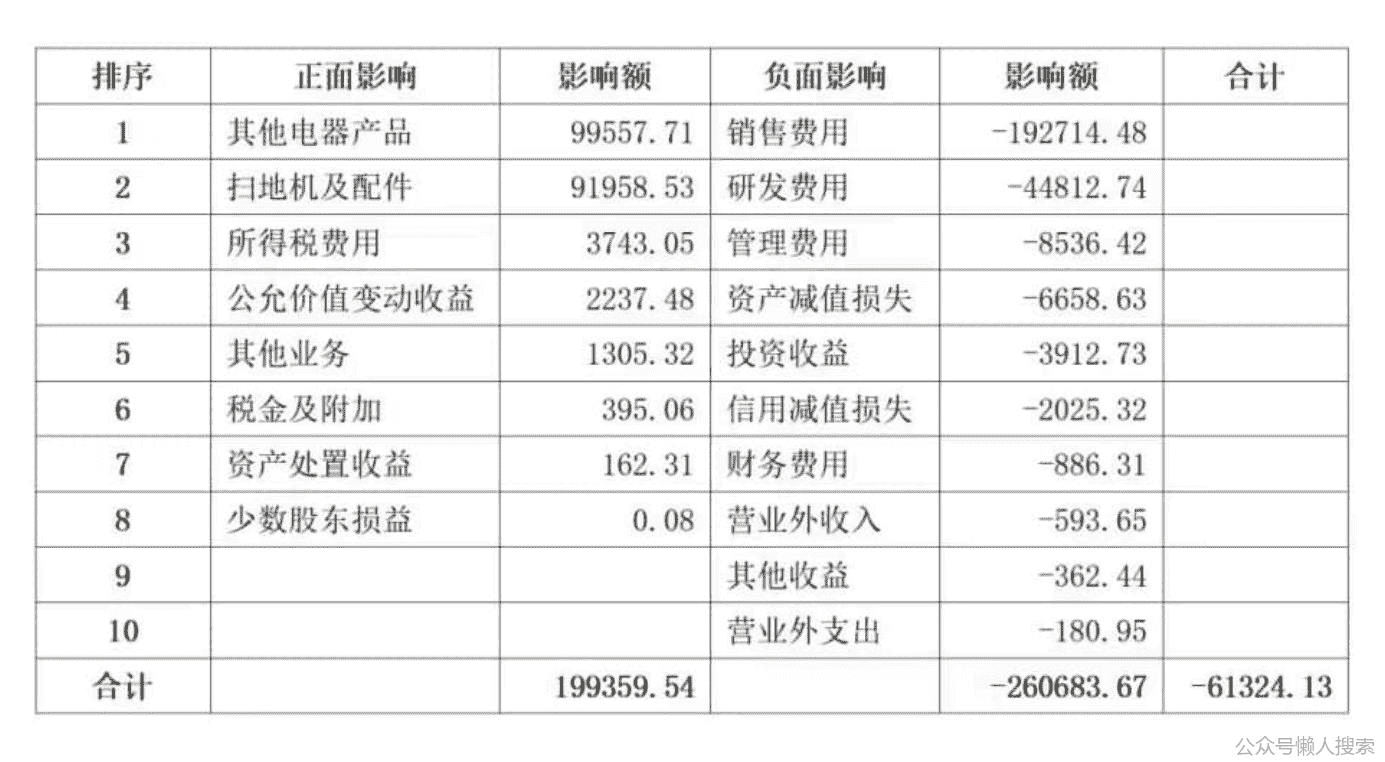 排序 正面影响 影响额 负面影响 影响额 合计
1 其他电器产品 99557.71 销售费用 -192714.48
2 扫地机及配件 91958.53 研发费用 -44812.74
3 所得税费用 3743.05 管理费用 -8536.42
4 公允价值变动收益 2237.48 资产减值损失 -6658.63
5 其他业务 1305.32 投资收益 -3912.73
6 税金及附加 395.06 信用减值损失 -2025.32
7 资产处置收益 162.31 财务费用 -886.31
8 少数股东损益 0.08 营业外收入 -593.65
9 其他收益 -362.44
10 营业外支出 -180.95
合计 199359.54 -260683.67 -61324.13
公众号懒人搜索